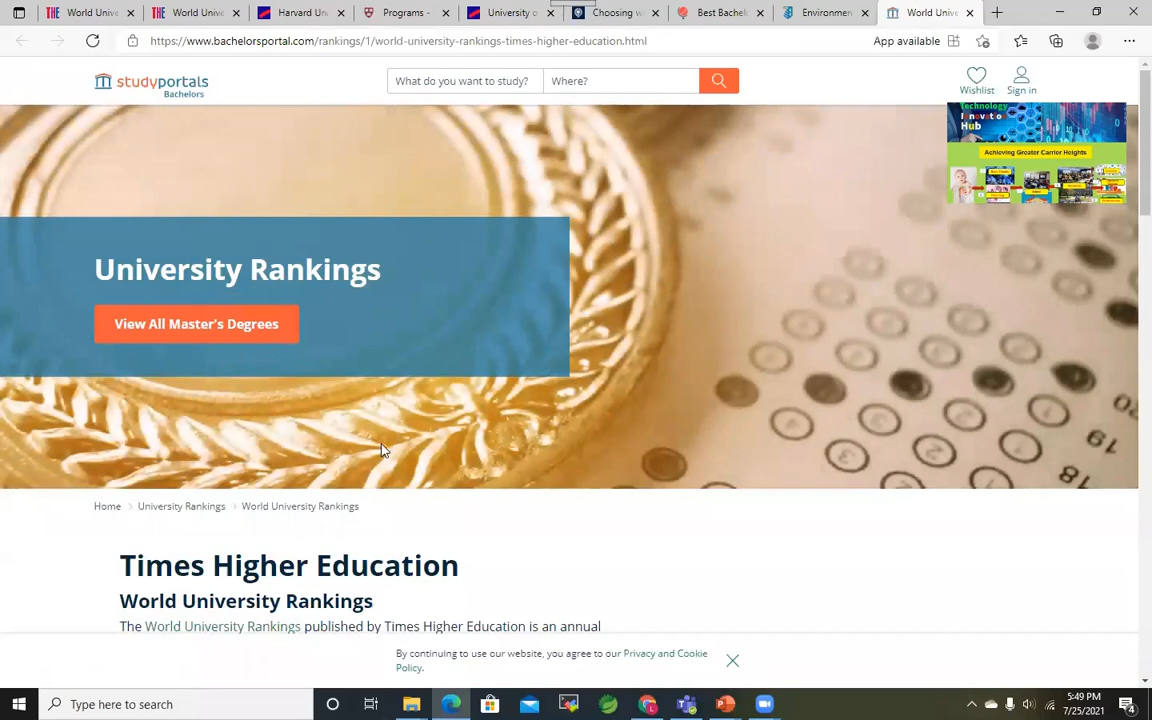 World Unive
World Unive
Harvard Un
Programs -
University o
Choosing w
Best Bachel
Environmen
World Unive
https://www.bachelorsportal.com/rankings/1/world-university-rankings-times-higher-education.html
App available
studyportals
Bachelors
What do you want to study?
Where?
Wishlist
Sign in
Technology
Innovatio
Hub
Achieving Greater Carrier Heights
University Rankings
View All Master's Degrees
20
19
18
Home
University Rankings
World University Rankings
Times Higher Education
World University Rankings
The World University Rankings published by Times Higher Education is an annual
By continuing to use our website, you agree to our Privacy and Cookie
Policy.
Type here to search
5:49 PM
7/25/2021
4